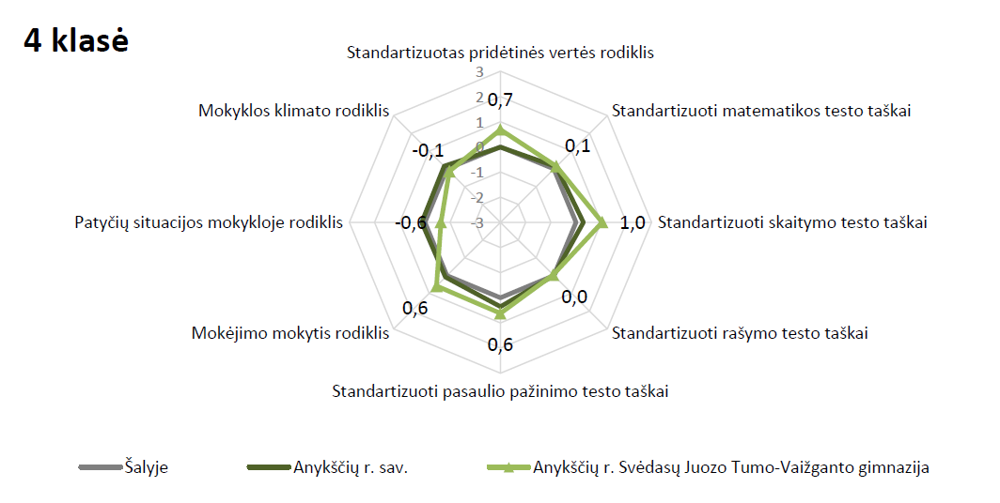 4 klasė
Standartizuotas pridėtinės vertės rodiklis
3
2
0,7
Mokyklos klimato rodiklis
Standartizuoti matematikos testo taškai
1
0
-0,1
0,1
-1
-2
Patyčių situacijos mokykloje rodiklis
-0,6
-3
1,0
Standartizuoti skaitymo testo taškai
0,6
0,0
Mokėjimo mokytis rodiklis
Standartizuoti rašymo testo taškai
0,6
Standartizuoti pasaulio pažinimo testo taškai
Šalyje
Anykščių r. sav.
Anykščių r. Svėdasų Juozo Tumo-Vaižganto gimnazija